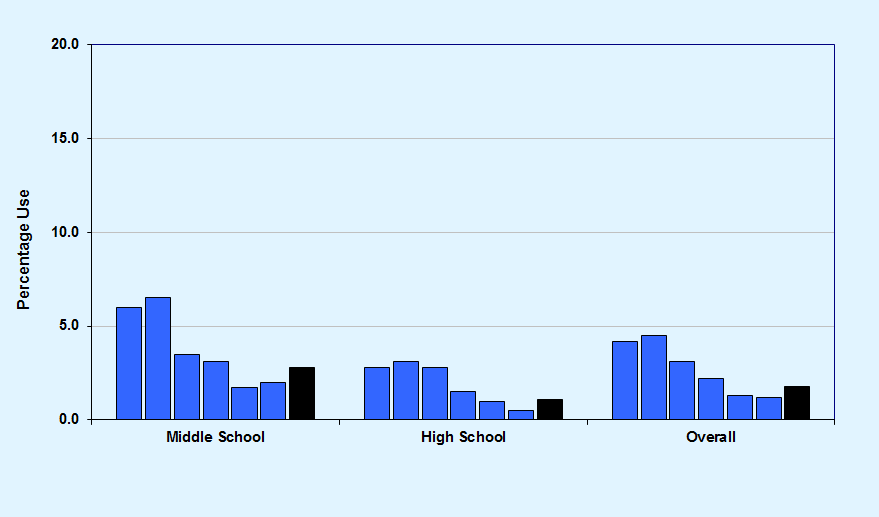 20.0
15.0
10.0
5.0
0.0
Percentage Use
Middle School
High School
Overall